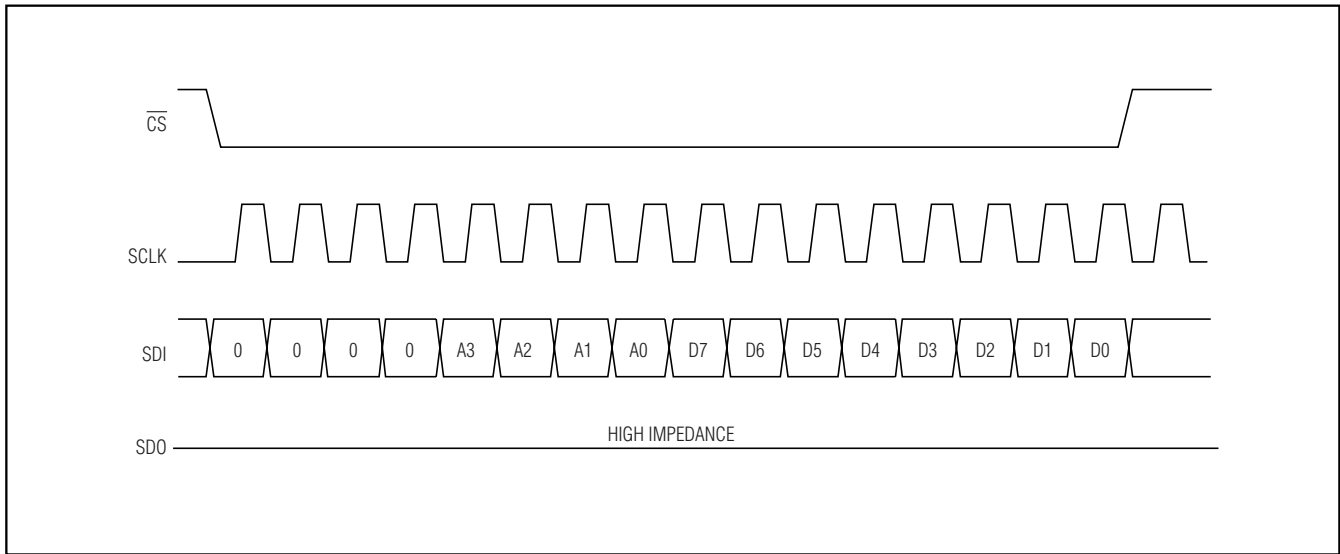 CS
SCLK
SDI 0 0 0 0 A3 A2 A1 A0 D7 D6 D5 D4 D3 D2 D1 D0
HIGH IMPEDANCE
SDO